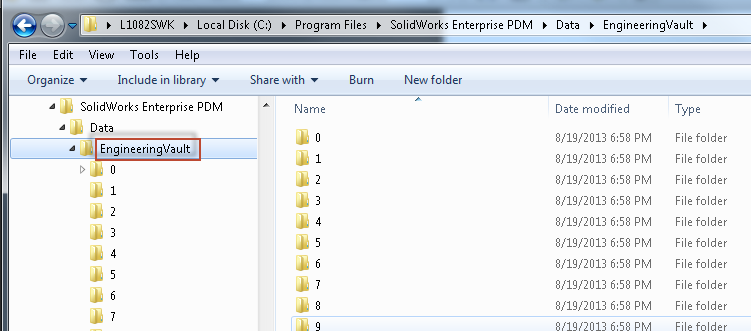 L1082SWK Local Disk (C:) Program Files SolidWorks Enterprise PDM Data EngineeringVault
File Edit View Tools Help
Organize Include in library Share with Burn New folder
SolidWorks Enterprise PDM
Data
EngineeringVault
0
1
2
3
4
5
6
7
Name Date modified Type
0 8/19/2013 6:58 PM File folder
1 8/19/2013 6:58 PM File folder
2 8/19/2013 6:58 PM File folder
3 8/19/2013 6:58 PM File folder
4 8/19/2013 6:58 PM File folder
5 8/19/2013 6:58 PM File folder
6 8/19/2013 6:58 PM File folder
7 8/19/2013 6:58 PM File folder
8 8/19/2013 6:58 PM File folder
9 8/19/2013 6:58 PM File folder